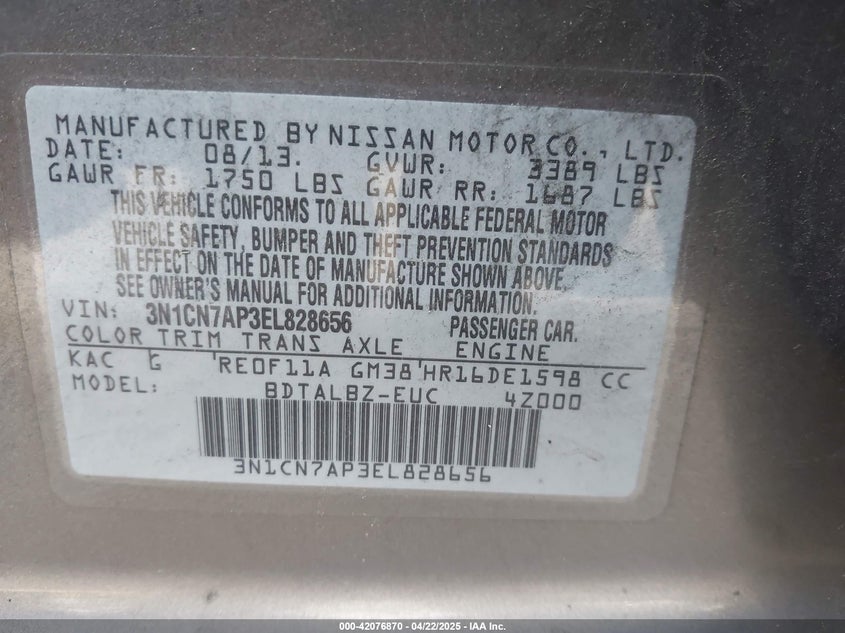 MANUFACTURED BY NISSAN MOTOR CO., LTD.
DATE: 08/13. GVWR: 3389 LBS
GAWR FR: 1750 LBS GAWR RR: 1687 LBS
THIS VEHICLE CONFORMS TO ALL APPLICABLE FEDERAL MOTOR
VEHICLE SAFETY, BUMPER AND THEFT PREVENTION STANDARDS
IN EFFECT ON THE DATE OF MANUFACTURE SHOWN ABOVE.
SEE OWNER'S MANUAL FOR ADDITIONAL INFORMATION.
VIN: 3N1CN7AP3EL828656 PASSENGER CAR.
COLOR TRIM TRANS AXLE ENGINE
KAC G RE0F11A GM38 HR16DE1598 CC
MODEL: BDTALBZ-EUC 4Z000
3N1CN7AP3EL828656
000-42076870 - 04/22/2025 - IAA Inc.